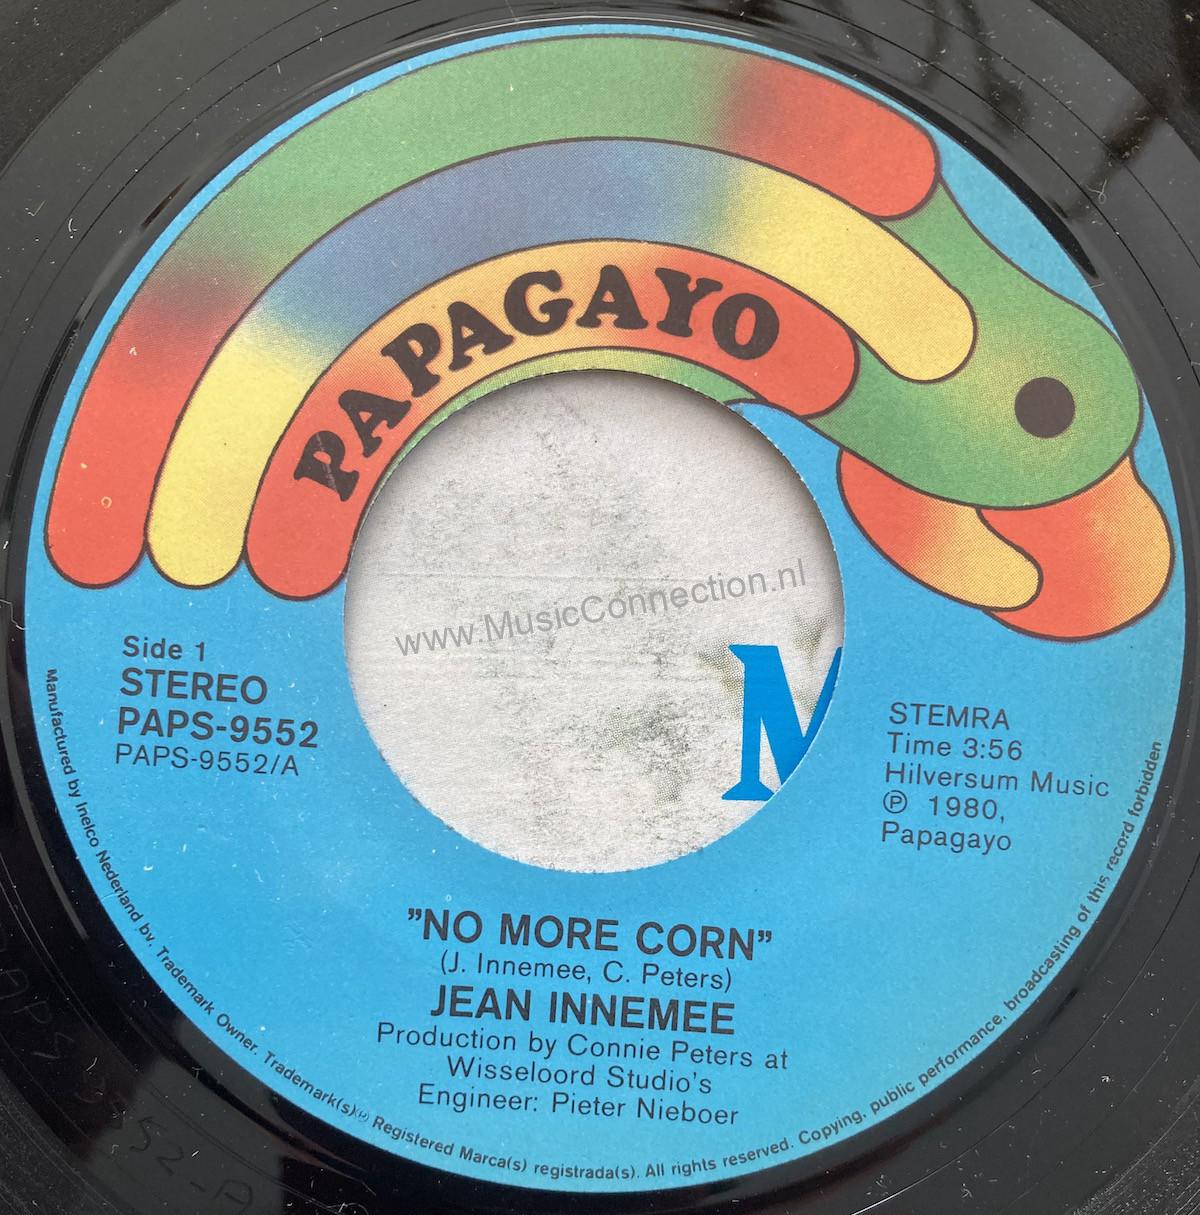 PAPAGAYO
www.MusicConnection.nl
M
Side 1
STEREO
PAPS-9552
PAPS-9552/A
STEMRA
Time 3:56
Hilversum Music
Ⓟ 1980,
Papagayo
"NO MORE CORN"
(J. Innemee, C. Peters)
JEAN INNEMEE
Production by Connie Peters at
Wisseloord Studio's
Engineer: Pieter Nieboer
Manufactured by Inelco Nederland bv. Trademark Owner. Trademark(s)® Registered Marca(s) registrada(s). All rights reserved. Copying, public performance, broadcasting of this record forbidden